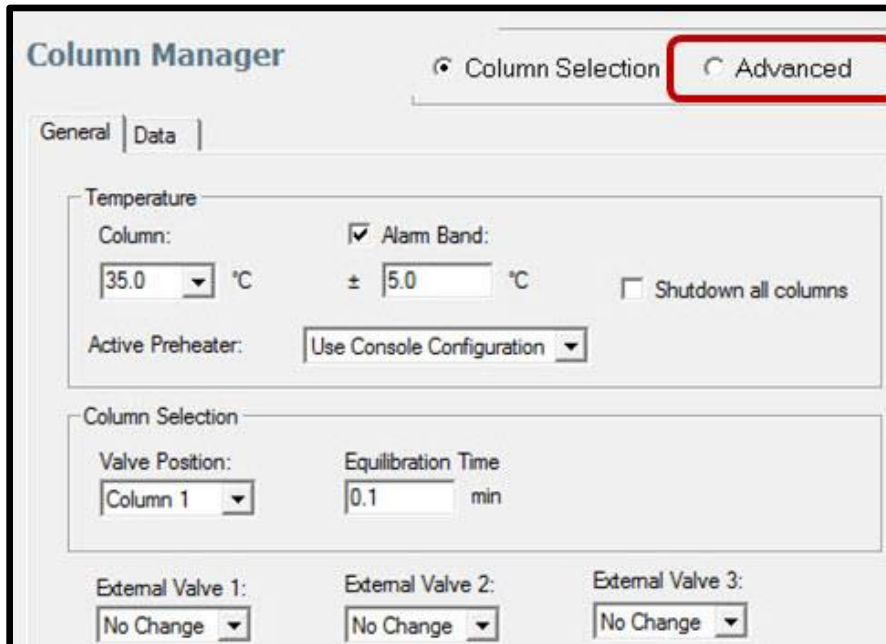 Column Manager
Column Selection Advanced
General Data
Temperature
Column: Alarm Band:
35.0 °C ± 5.0 °C Shutdown all columns
Active Preheater: Use Console Configuration
Column Selection
Valve Position: Equilibration Time
Column 1 0.1 min
External Valve 1: External Valve 2: External Valve 3:
No Change No Change No Change